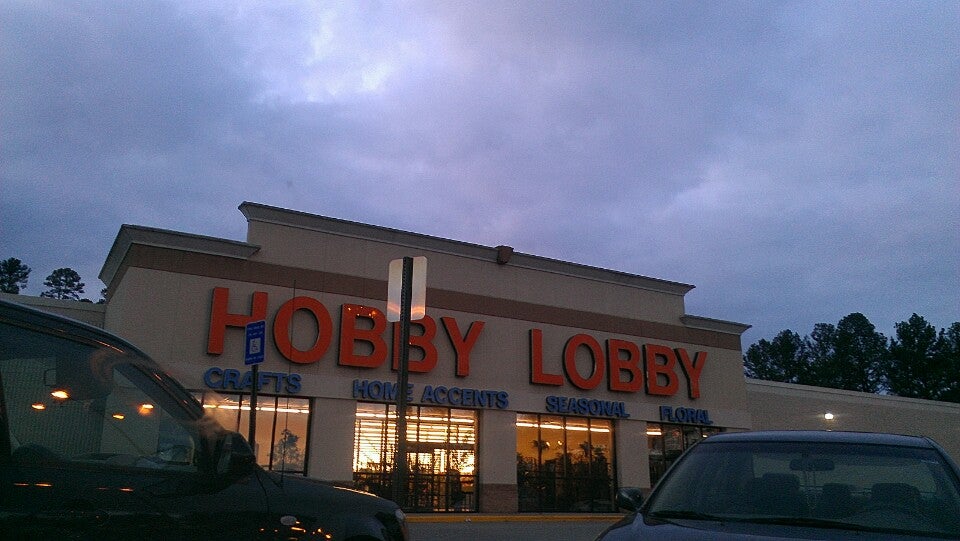 HOBBY LOBBY
CRAFTS HOME ACCENTS SEASONAL FLORAL